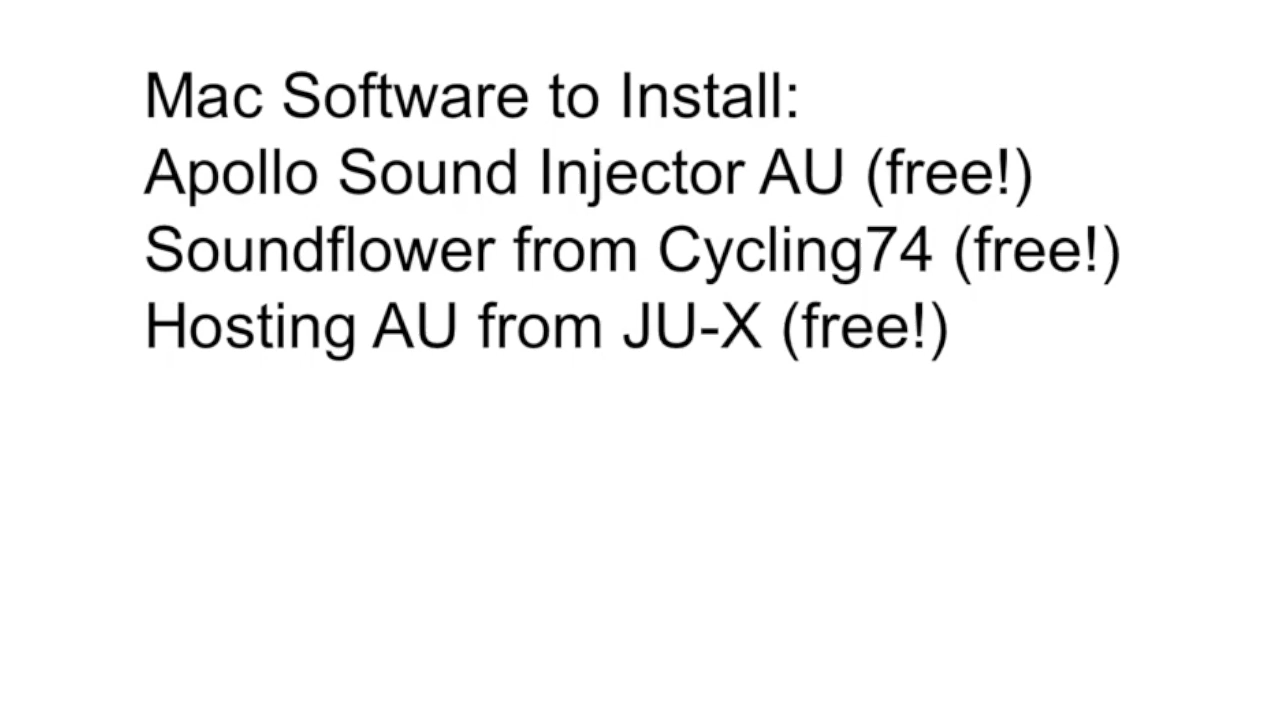 Mac Software to Install:
Apollo Sound Injector AU (free!)
Soundflower from Cycling74 (free!)
Hosting AU from JU-X (free!)